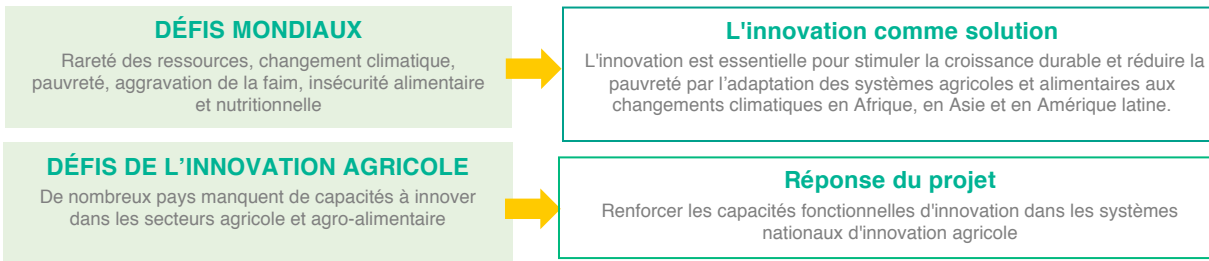 DÉFIS MONDIAUX
Rareté des ressources, changement climatique,
pauvreté, aggravation de la faim, insécurité alimentaire
et nutritionnelle
L'innovation comme solution
L'innovation est essentielle pour stimuler la croissance durable et réduire la
pauvreté par l’adaptation des systèmes agricoles et alimentaires aux
changements climatiques en Afrique, en Asie et en Amérique latine.
DÉFIS DE L’INNOVATION AGRICOLE
De nombreux pays manquent de capacités à innover
dans les secteurs agricole et agro-alimentaire
Réponse du projet
Renforcer les capacités fonctionnelles d'innovation dans les systèmes
nationaux d'innovation agricole